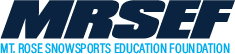 MRSEF
MT. ROSE SNOWSPORTS EDUCATION FOUNDATION